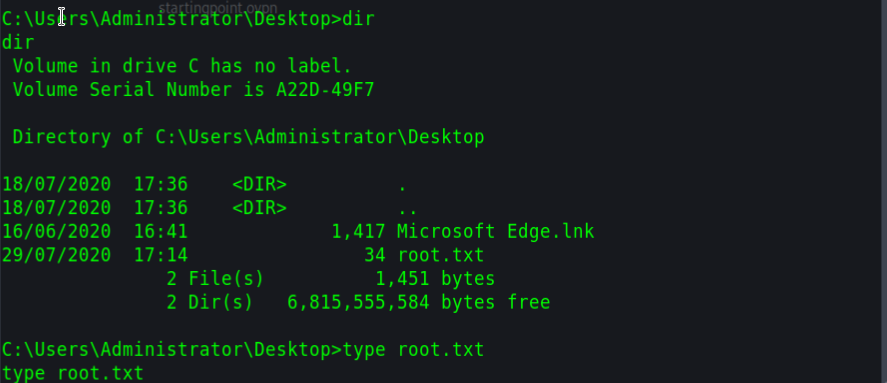 startingpoint.ovpn
C:\Users\Administrator\Desktop>dir
dir
 Volume in drive C has no label.
 Volume Serial Number is A22D-49F7

 Directory of C:\Users\Administrator\Desktop

18/07/2020  17:36    <DIR>          .
18/07/2020  17:36    <DIR>          ..
16/06/2020  16:41             1,417 Microsoft Edge.lnk
29/07/2020  17:14                34 root.txt
               2 File(s)          1,451 bytes
               2 Dir(s)   6,815,555,584 bytes free

C:\Users\Administrator\Desktop>type root.txt
type root.txt